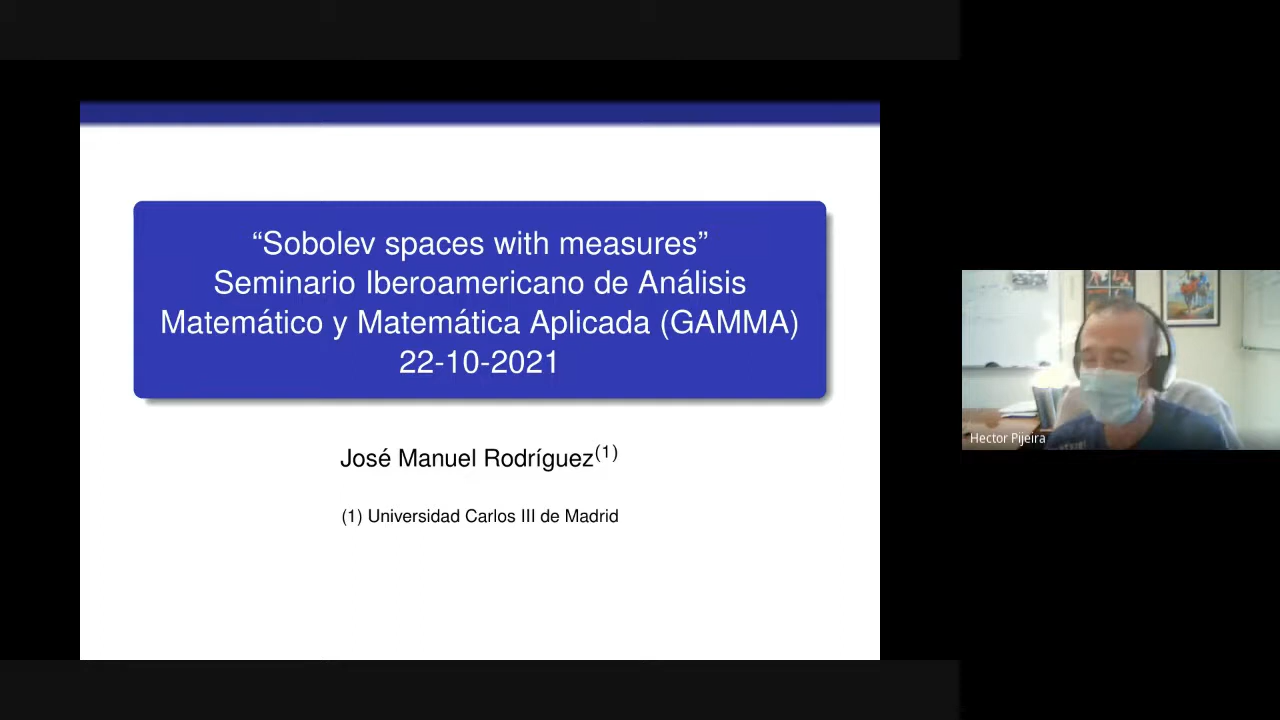 “Sobolev spaces with measures”
Seminario Iberoamericano de Análisis
Matemático y Matemática Aplicada (GAMMA)
22-10-2021
José Manuel Rodríguez(1)
(1) Universidad Carlos III de Madrid
Hector Pijeira